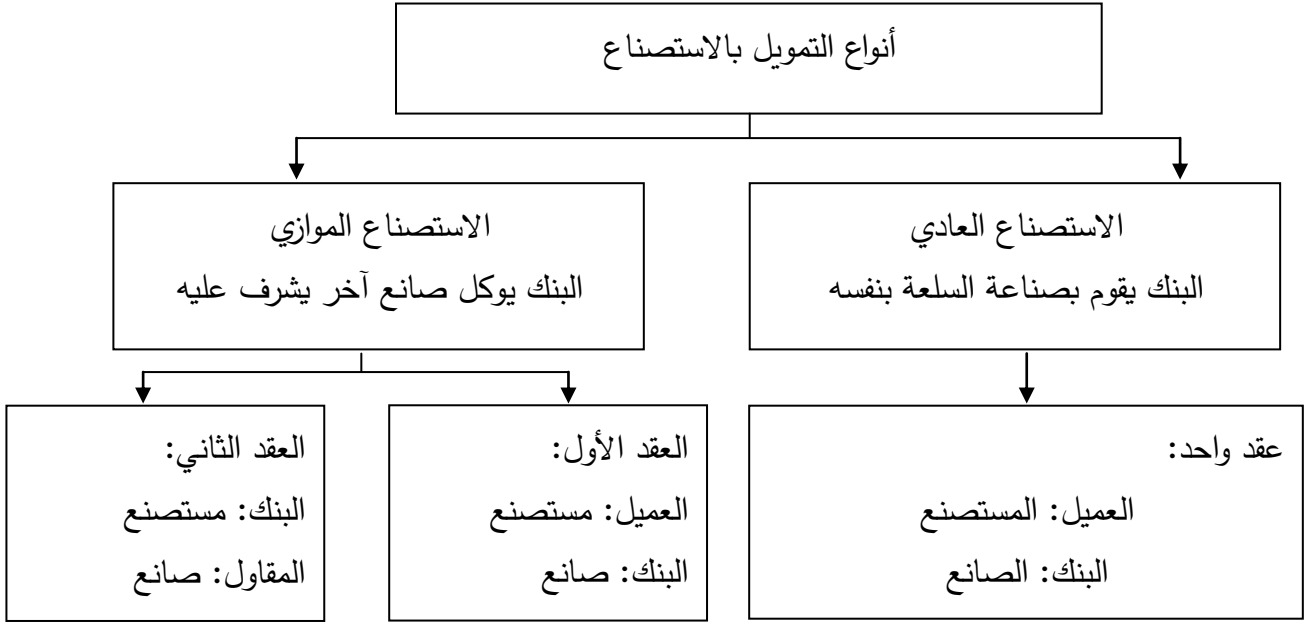 أنواع التمويل بالاستصناع
الاستصناع العادي
البنك يقوم بصناعة السلعة بنفسه
الاستصناع الموازي
البنك يوكل صانع آخر يشرف عليه
عقد واحد:
العميل: المستصنع
البنك: الصانع
العقد الأول:
العميل: مستصنع
البنك: صانع
العقد الثاني:
البنك: مستصنع
المقاول: صانع